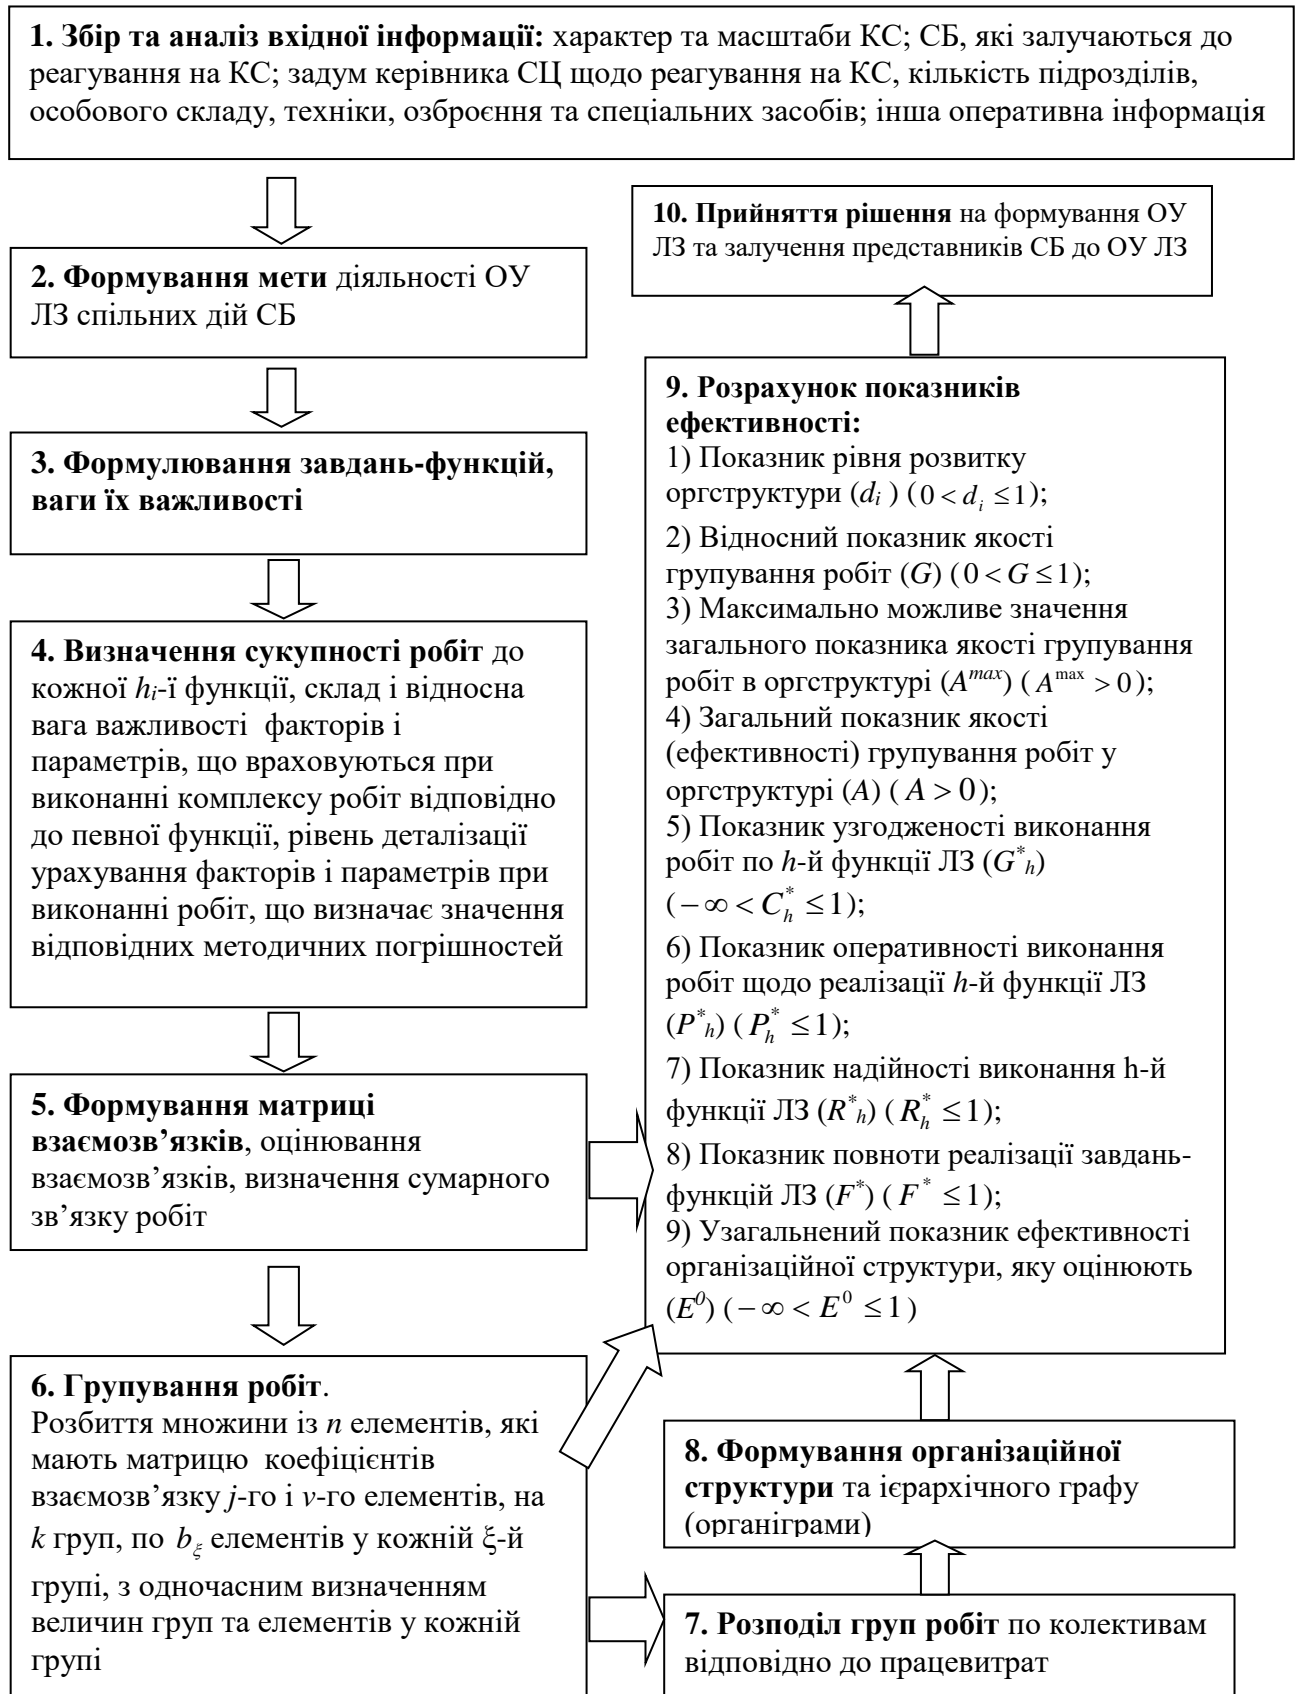 1. Збір та аналіз вхідної інформації: характер та масштаби КС; СБ, які залучаються до
реагування на КС; задум керівника СЦ щодо реагування на КС, кількість підрозділів,
особового складу, техніки, озброєння та спеціальних засобів; інша оперативна інформація
2. Формування мети діяльності ОУ
ЛЗ спільних дій СБ
3. Формулювання завдань-функцій,
ваги їх важливості
4. Визначення сукупності робіт до
кожної hᵢ-ї функції, склад і відносна
вага важливості факторів і
параметрів, що враховуються при
виконанні комплексу робіт відповідно
до певної функції, рівень деталізації
урахування факторів і параметрів при
виконанні робіт, що визначає значення
відповідних методичних погрішностей
5. Формування матриці
взаємозв’язків, оцінювання
взаємозв’язків, визначення сумарного
зв’язку робіт
6. Групування робіт.
Розбиття множини із n елементів, які
мають матрицю коефіцієнтів
взаємозв'язку j-го і v-го елементів, на
k груп, по b_ξ елементів у кожній ξ-й
групі, з одночасним визначенням
величин груп та елементів у кожній
групі
7. Розподіл груп робіт по колективам
відповідно до працевитрат
8. Формування організаційної
структури та ієрархічного графу
(органіграми)
9. Розрахунок показників
ефективності:
1) Показник рівня розвитку
оргструктури (dᵢ ) ( 0 < dᵢ ≤ 1);
2) Відносний показник якості
групування робіт (G) ( 0 < G ≤ 1);
3) Максимально можливе значення
загального показника якості групування
робіт в оргструктурі (A^max) ( A^max > 0 );
4) Загальний показник якості
(ефективності) групування робіт у
оргструктурі (A) ( A > 0);
5) Показник узгодженості виконання
робіт по h-й функції ЛЗ (G*_h)
( − ∞ < C*_h ≤ 1);
6) Показник оперативності виконання
робіт щодо реалізації h-й функції ЛЗ
(P*_h) ( P*_h ≤ 1);
7) Показник надійності виконання h-й
функції ЛЗ (R*_h) ( R*_h ≤ 1);
8) Показник повноти реалізації завдань-
функцій ЛЗ (F*) ( F* ≤ 1);
9) Узагальнений показник ефективності
організаційної структури, яку оцінюють
(E⁰) ( − ∞ < E⁰ ≤ 1 )
10. Прийняття рішення на формування ОУ
ЛЗ та залучення представників СБ до ОУ ЛЗ